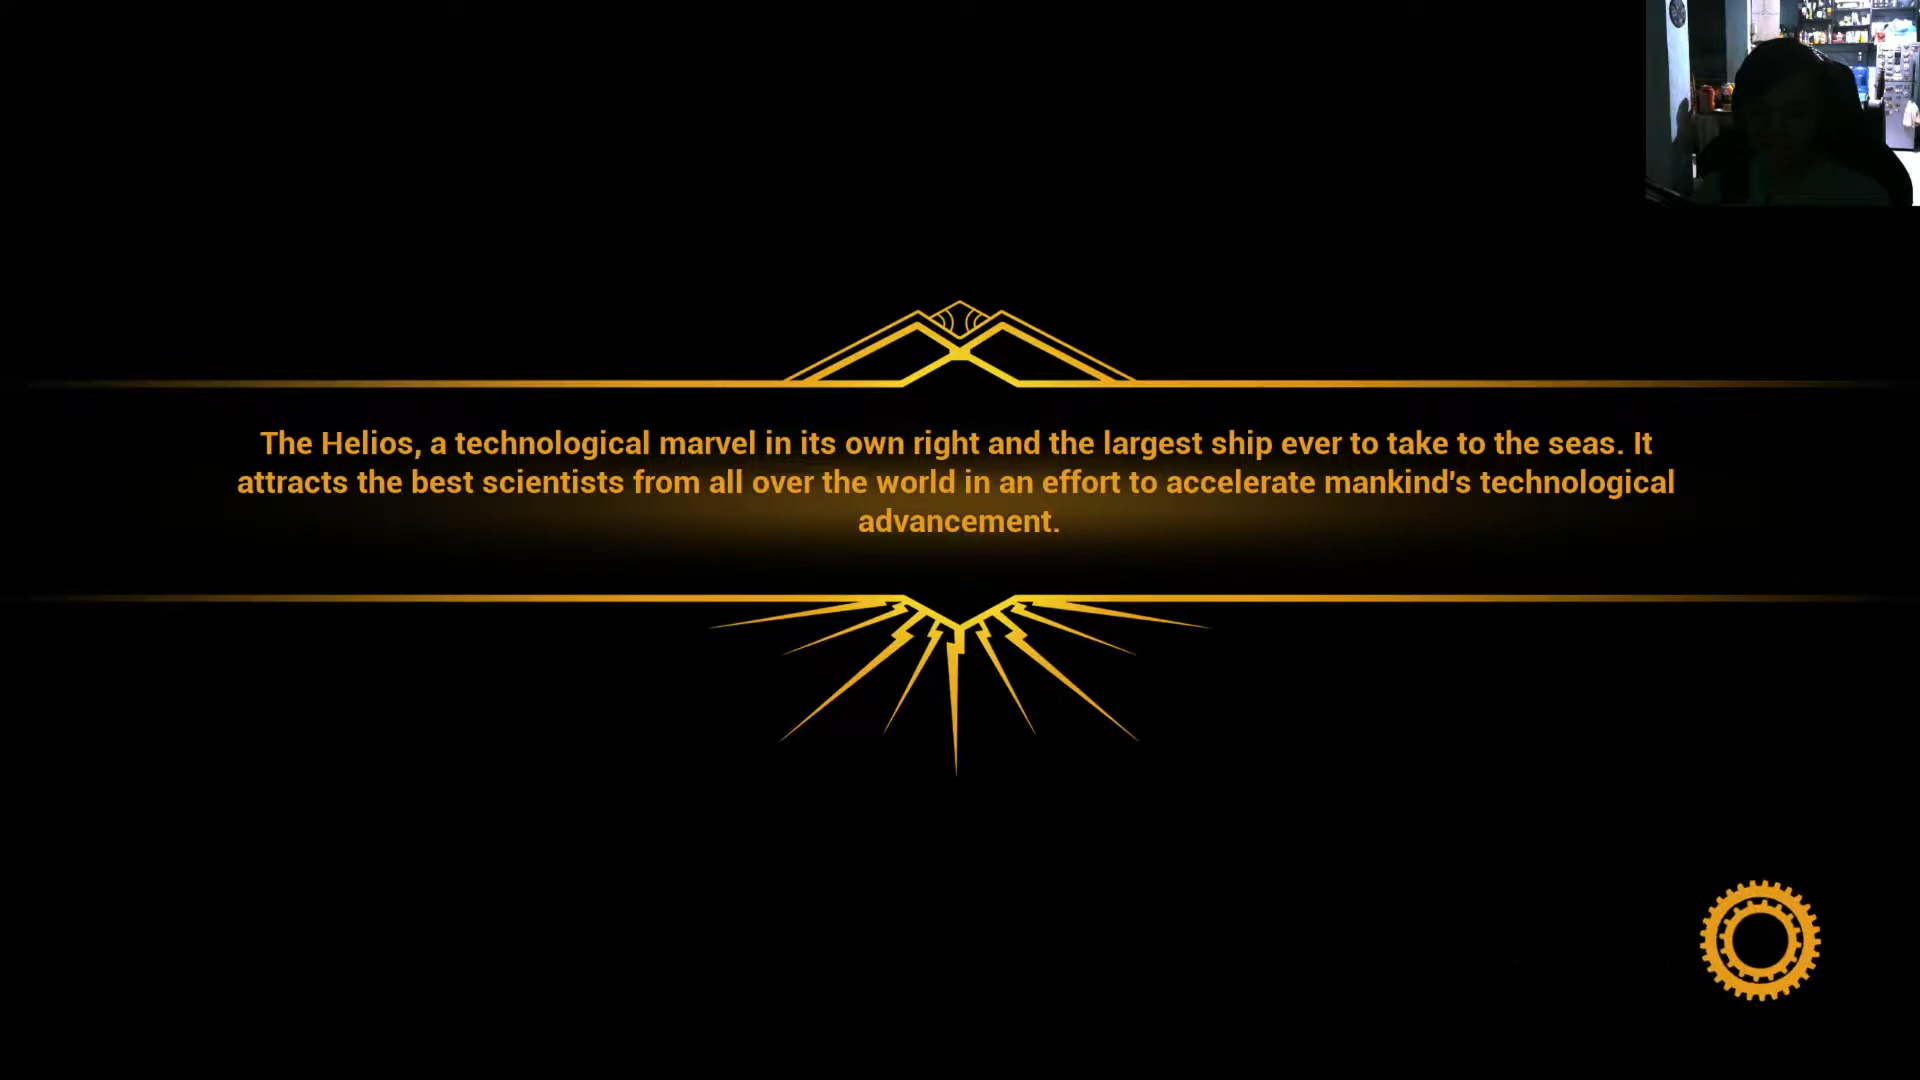 The Helios, a technological marvel in its own right and the largest ship ever to take to the seas. It
attracts the best scientists from all over the world in an effort to accelerate mankind's technological
advancement.